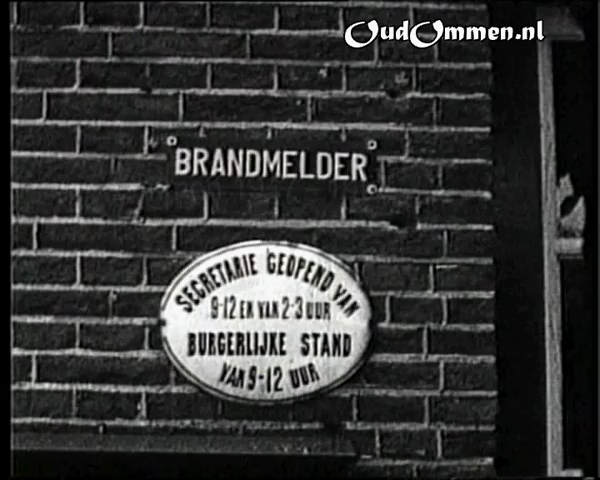 OudOmmen.nl
BRANDMELDER
SECRETARIE GEOPEND VAN
9-12 EN VAN 2-3 UUR
BURGERLIJKE STAND
VAN 9-12 UUR